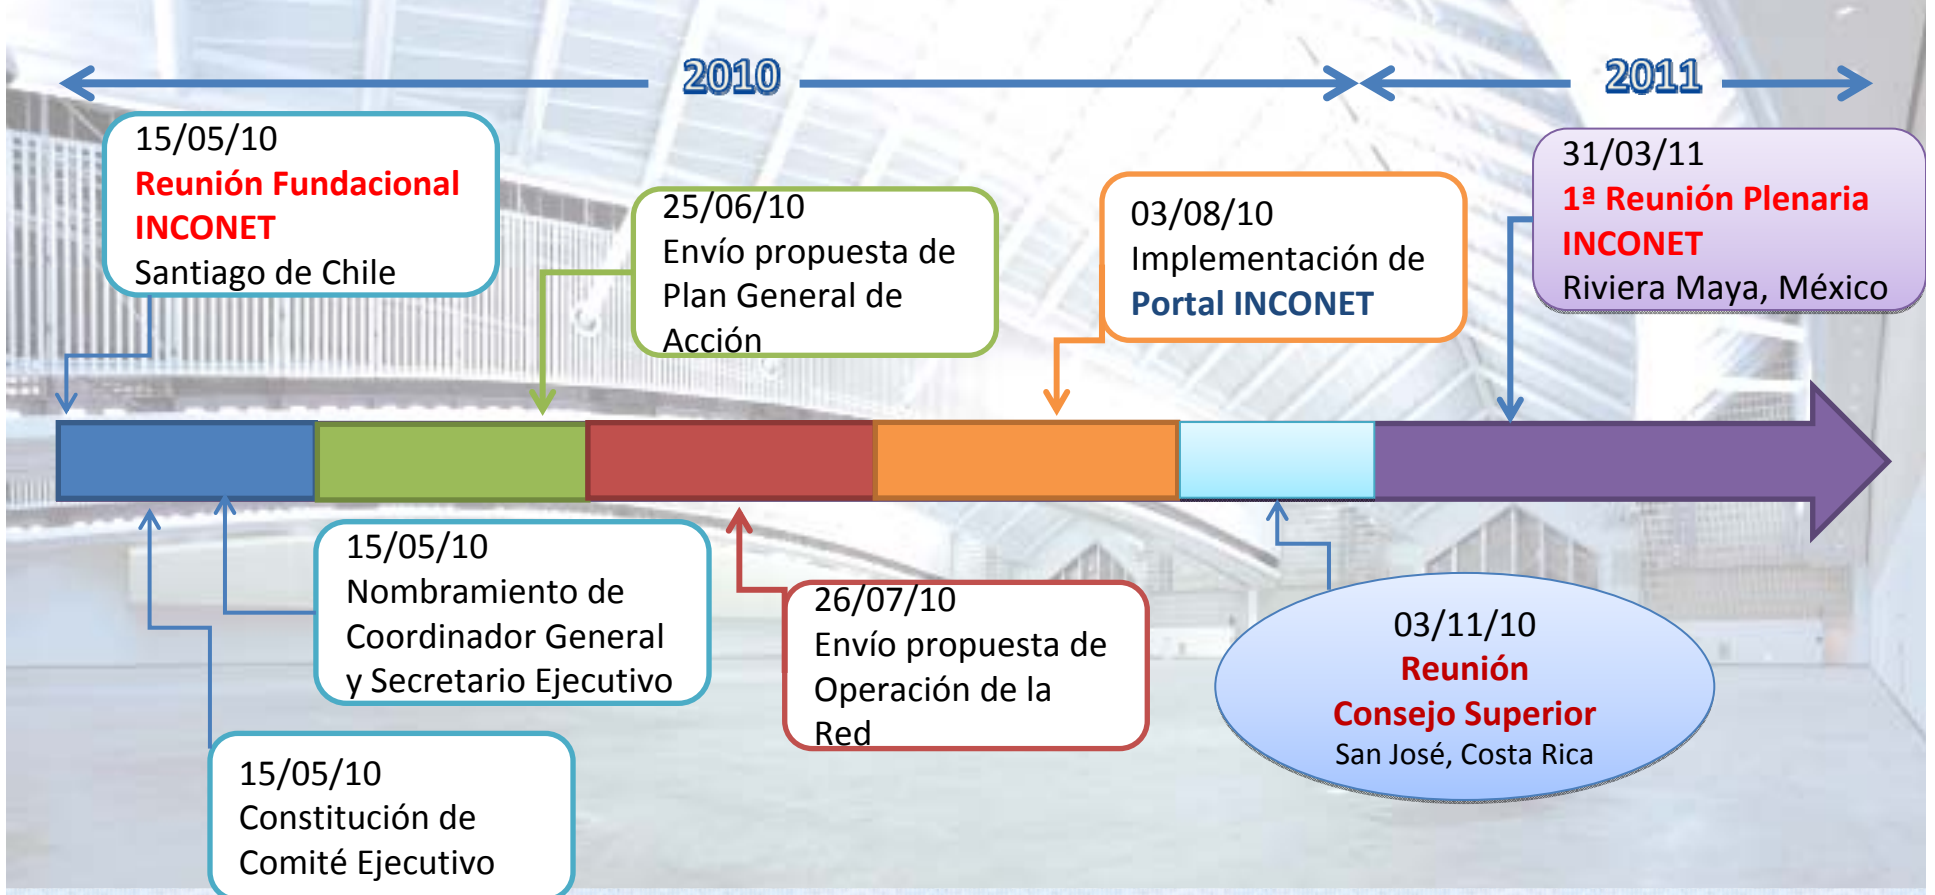 2010
2011
15/05/10
Reunión Fundacional
INCONET
Santiago de Chile
25/06/10
Envío propuesta de
Plan General de
Acción
03/08/10
Implementación de
Portal INCONET
31/03/11
1ª Reunión Plenaria
INCONET
Riviera Maya, México
15/05/10
Nombramiento de
Coordinador General
y Secretario Ejecutivo
15/05/10
Constitución de
Comité Ejecutivo
26/07/10
Envío propuesta de
Operación de la
Red
03/11/10
Reunión
Consejo Superior
San José, Costa Rica